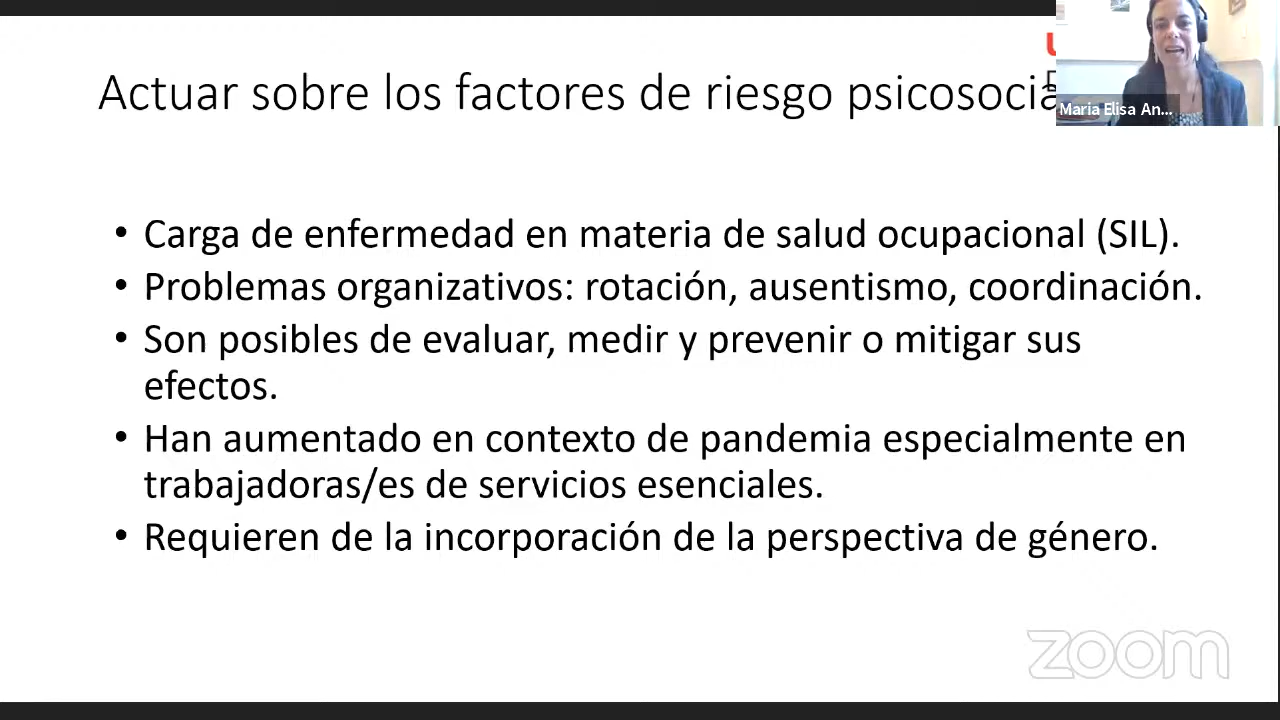 Actuar sobre los factores de riesgo
Maria Elisa An...
• Carga de enfermedad en materia de salud ocupacional (SIL).
• Problemas organizativos: rotación, ausentismo, coordinación.
• Son posibles de evaluar, medir y prevenir o mitigar sus
efectos.
• Han aumentado en contexto de pandemia especialmente en
trabajadoras/es de servicios esenciales.
• Requieren de la incorporación de la perspectiva de género.
zoom